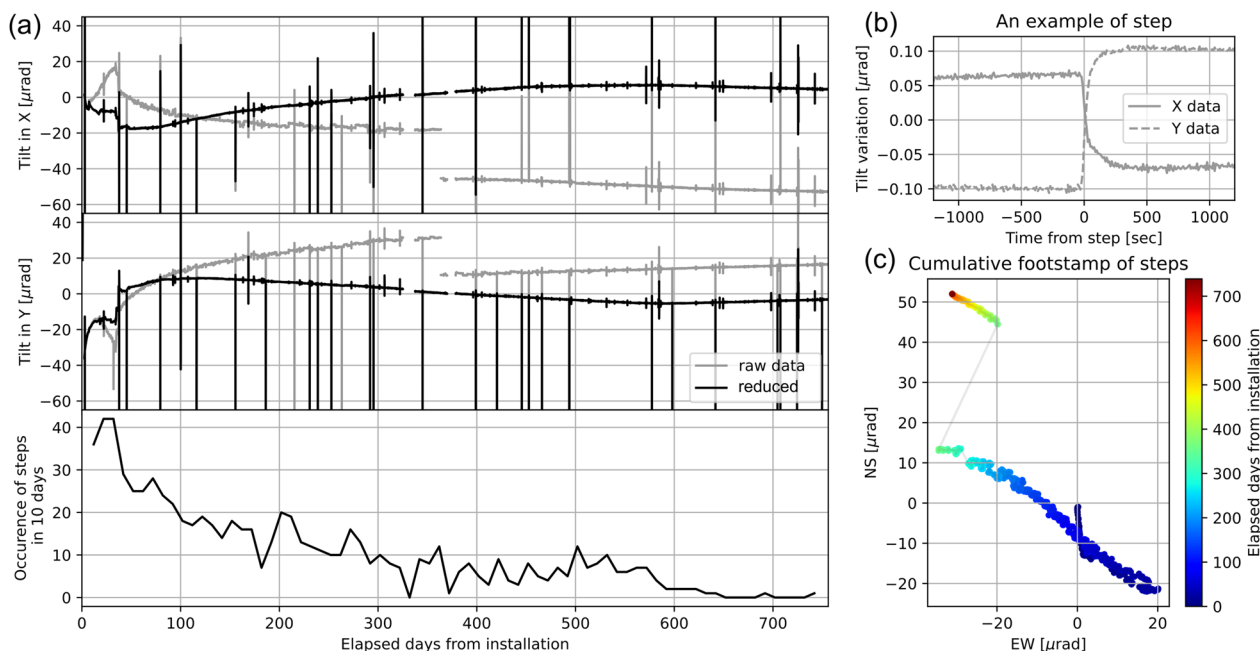 (a)
40
20
0
−20
−40
−60
Tilt in X [μrad]
40
20
0
−20
−40
−60
Tilt in Y [μrad]
raw data
reduced
40
30
20
10
0
Occurence of steps
in 10 days
0
100
200
300
400
500
600
700
Elapsed days from installation
(b)
An example of step
0.10
0.05
0.00
−0.05
−0.10
Tilt variation [μrad]
X data
Y data
−1000
−500
0
500
1000
Time from step [sec]
(c)
Cumulative footstamp of steps
50
40
30
20
10
0
−10
−20
NS [μrad]
−20
0
20
EW [μrad]
700
600
500
400
300
200
100
0
Elapsed days from installation